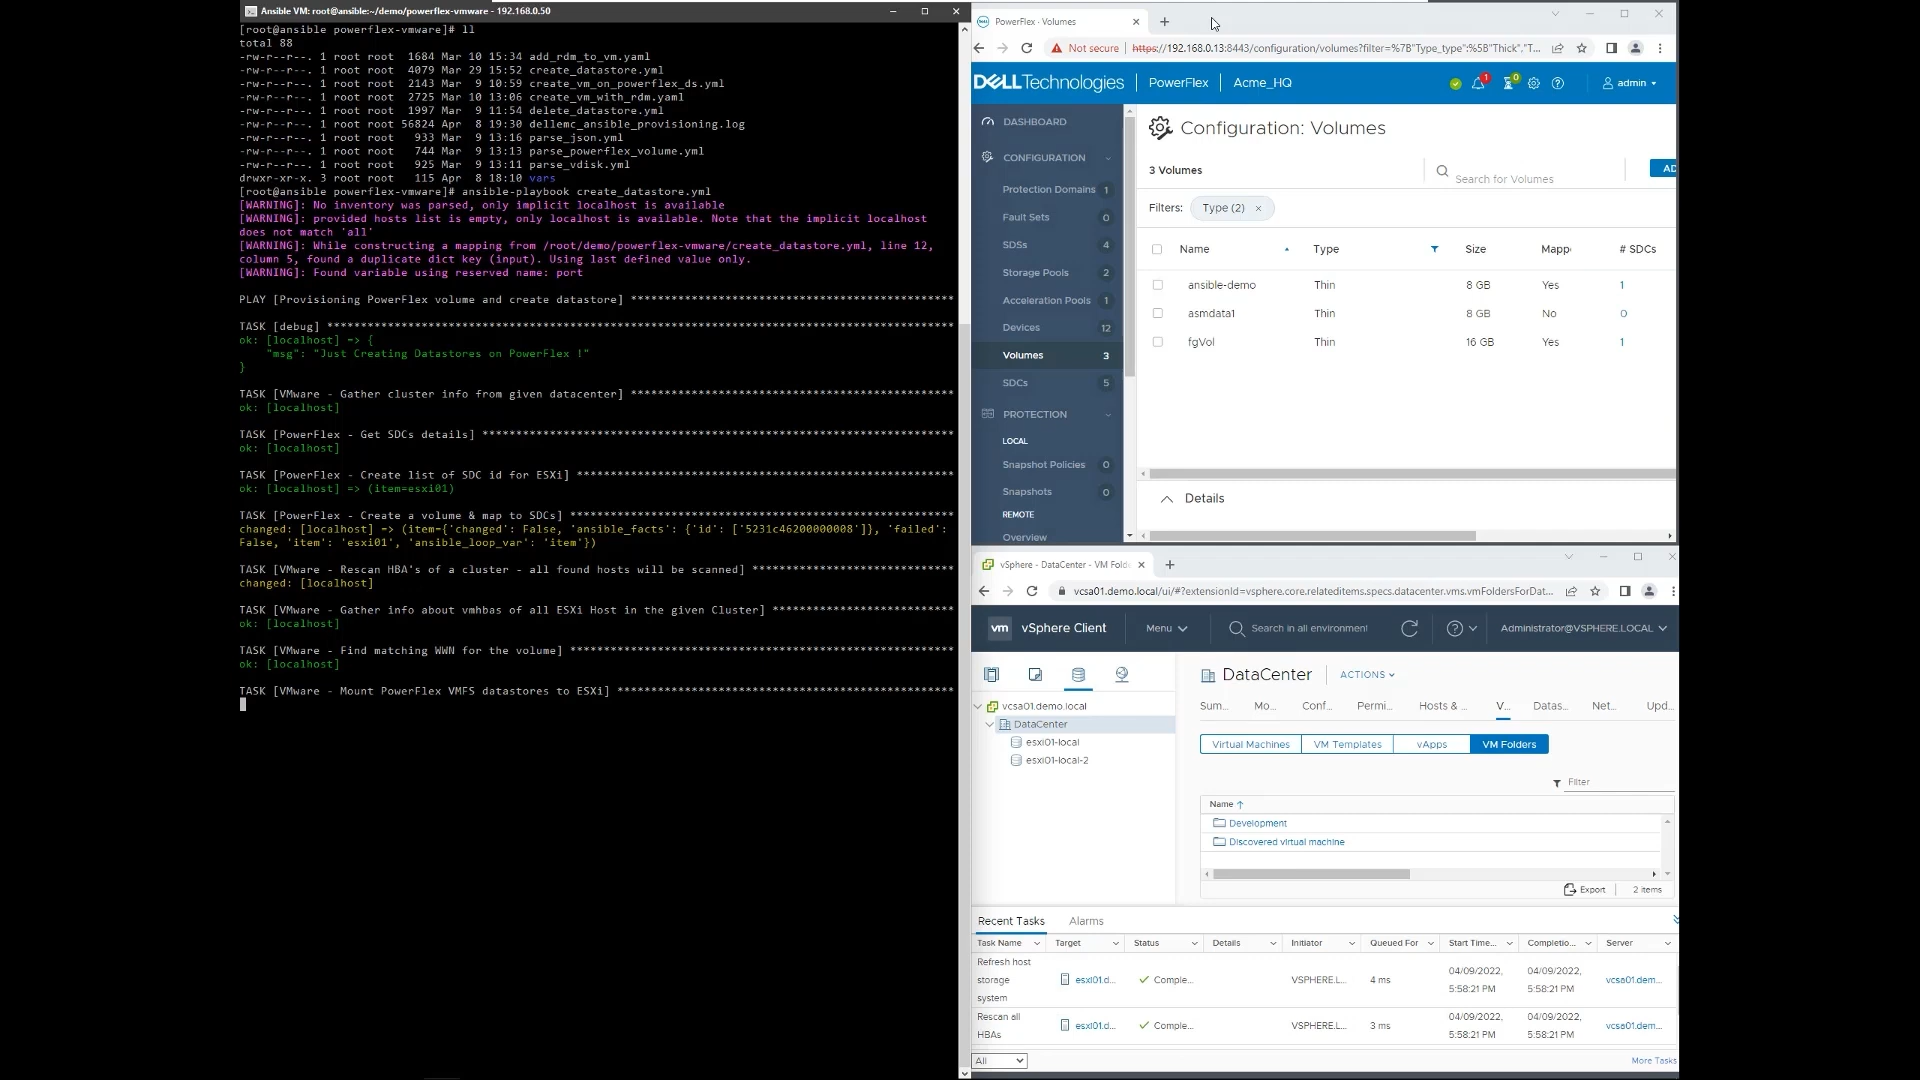 Ansible VM: root@ansible:~/demo/powerflex-vmware - 192.168.0.50
[root@ansible powerflex-vmware]# ll
total 88
-rw-r--r--. 1 root root  1684 Mar 10 15:34 add_rdm_to_vm.yaml
-rw-r--r--. 1 root root  4079 Mar 29 15:52 create_datastore.yml
-rw-r--r--. 1 root root  2143 Mar  9 10:59 create_vm_on_powerflex_ds.yml
-rw-r--r--. 1 root root  2725 Mar 10 13:06 create_vm_with_rdm.yaml
-rw-r--r--. 1 root root  1997 Mar  9 11:54 delete_datastore.yml
-rw-r--r--. 1 root root 56824 Apr  8 19:30 dellemc_ansible_provisioning.log
-rw-r--r--. 1 root root   933 Mar  9 13:16 parse_json.yml
-rw-r--r--. 1 root root   744 Mar  9 13:13 parse_powerflex_volume.yml
-rw-r--r--. 1 root root   925 Mar  9 13:11 parse_vdisk.yml
drwxr-xr-x. 3 root root   115 Apr  8 18:10 vars
[root@ansible powerflex-vmware]# ansible-playbook create_datastore.yml
[WARNING]: No inventory was parsed, only implicit localhost is available
[WARNING]: provided hosts list is empty, only localhost is available. Note that the implicit localhost
does not match 'all'
[WARNING]: While constructing a mapping from /root/demo/powerflex-vmware/create_datastore.yml, line 12,
column 5, found a duplicate dict key (input). Using last defined value only.
[WARNING]: Found variable using reserved name: port
PLAY [Provisioning PowerFlex volume and create datastore] ************************************************
TASK [debug] *********************************************************************************************
ok: [localhost] => {
    "msg": "Just Creating Datastores on PowerFlex !"
}
TASK [VMware - Gather cluster info from given datacenter] ************************************************
ok: [localhost]
TASK [PowerFlex - Get SDCs details] **********************************************************************
ok: [localhost]
TASK [PowerFlex - Create list of SDC id for ESXi] ********************************************************
ok: [localhost] => (item=esxi01)
TASK [PowerFlex - Create a volume & map to SDCs] *********************************************************
changed: [localhost] => (item={'changed': False, 'ansible_facts': {'id': ['5231c46200000008']}, 'failed':
False, 'item': 'esxi01', 'ansible_loop_var': 'item'})
TASK [VMware - Rescan HBA's of a cluster - all found hosts will be scanned] ******************************
changed: [localhost]
TASK [VMware - Gather info about vmhbas of all ESXi Host in the given Cluster] ***************************
ok: [localhost]
TASK [VMware - Find matching WWN for the volume] *********************************************************
ok: [localhost]
TASK [VMware - Mount PowerFlex VMFS datastores to ESXi] **************************************************
PowerFlex - Volumes
Not secure | https://192.168.0.13:8443/configuration/volumes?filter=%7B"Type_type":%5B"Thick","T...
DELLTechnologies | PowerFlex | Acme_HQ 1 0 admin
DASHBOARD
CONFIGURATION
Protection Domains 1
Fault Sets 0
SDSs 4
Storage Pools 2
Acceleration Pools 1
Devices 12
Volumes 3
SDCs 5
PROTECTION
LOCAL
Snapshot Policies 0
Snapshots 0
REMOTE
Overview
Configuration: Volumes
3 Volumes
Search for Volumes
AD
Filters: Type (2) ×
Name Type Size Mapp # SDCs
ansible-demo Thin 8 GB Yes 1
asmdata1 Thin 8 GB No 0
fgVol Thin 16 GB Yes 1
Details
vSphere - DataCenter - VM Fold
vcsa01.demo.local/ui/#?extensionId=vsphere.core.relateditems.specs.datacenter.vms.vmFoldersForDat...
vm vSphere Client Menu Search in all environment Administrator@VSPHERE.LOCAL
vcsa01.demo.local
DataCenter
esxi01-local
esxi01-local-2
DataCenter | ACTIONS
Sum... Mo... Conf... Permi... Hosts & ... V... Datas... Net... Upd...
Virtual Machines VM Templates vApps VM Folders
Filter
Name ↑
Development
Discovered virtual machine
Export 2 items
Recent Tasks Alarms
Task Name Target Status Details Initiator Queued For Start Time... Completio... Server
Refresh host storage system esxi01.d... Comple... VSPHERE.L... 4 ms 04/09/2022, 5:58:21 PM 04/09/2022, 5:58:21 PM vcsa01.dem...
Rescan all HBAs esxi01.d... Comple... VSPHERE.L... 3 ms 04/09/2022, 5:58:21 PM 04/09/2022, 5:58:21 PM vcsa01.dem...
All
More Tasks